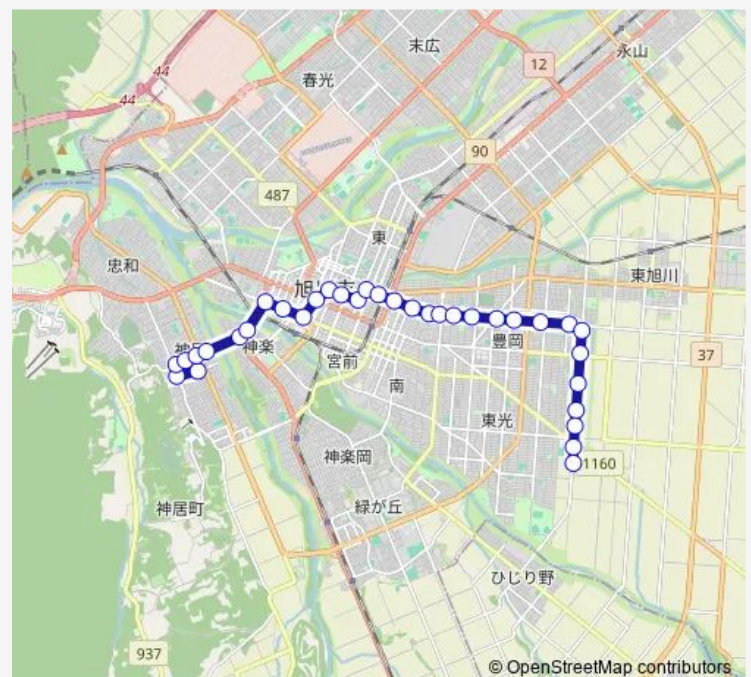 末広
44
永山
12
春光
44
90
487
東
忠和
東旭川
旭
神楽
豊岡
37
宮前
南
東光
神楽岡
1160
緑が丘
神居町
ひじり野
937
© OpenStreetMap contributors